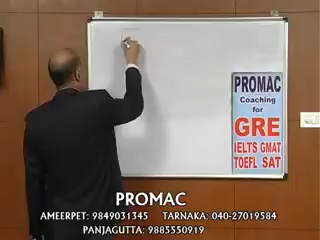 PROMAC
Coaching
for
GRE
IELTS GMAT
TOEFL SAT
PROMAC
AMEERPET: 9849031345 TARNAKA: 040-27019584
PANJAGUTTA: 9885550919